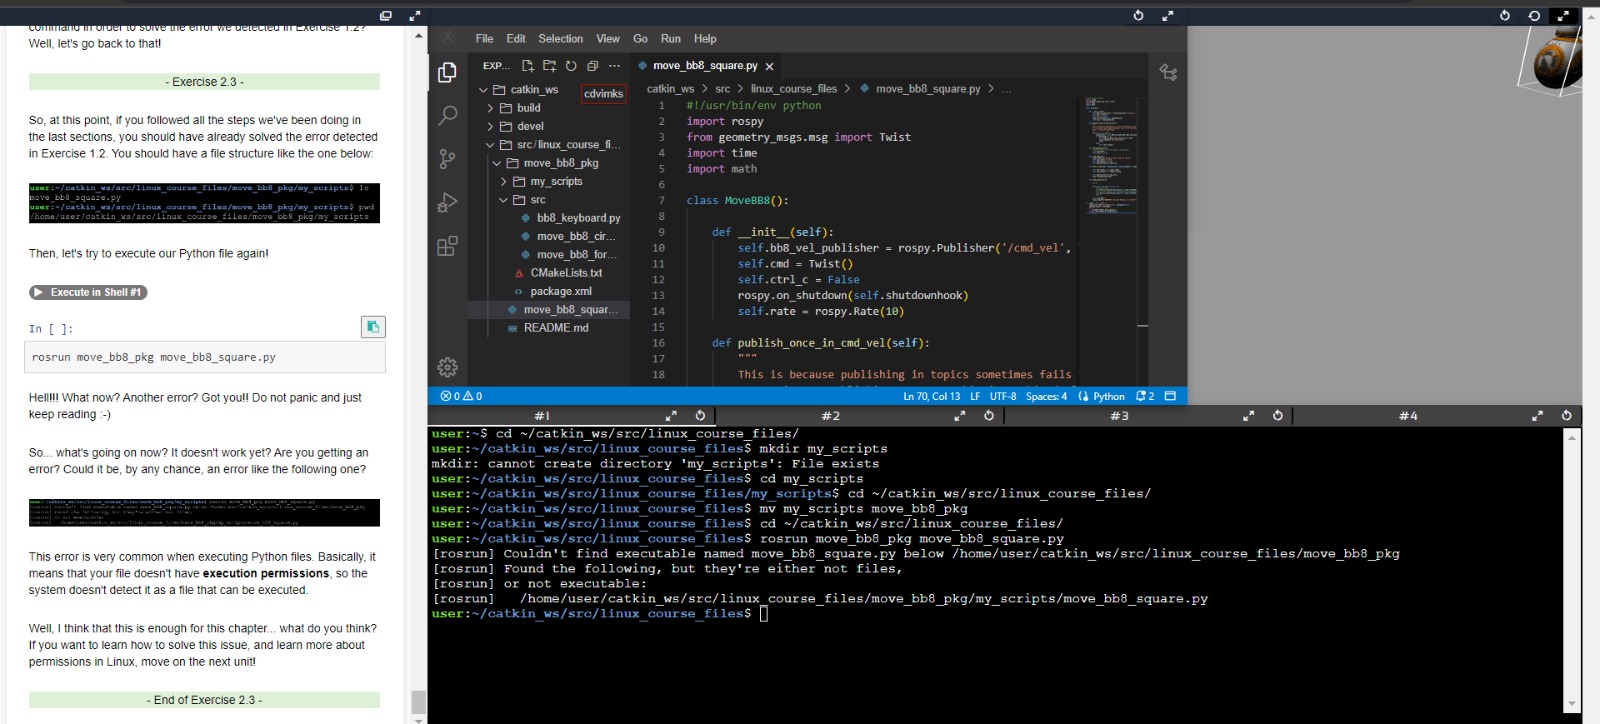 command in order to solve the error we detected in Exercise 1.2?
Well, let's go back to that!
- Exercise 2.3 -
So, at this point, if you followed all the steps we've been doing in
the last sections, you should have already solved the error detected
in Exercise 1.2. You should have a file structure like the one below:
user:~/catkin_ws/src/linux_course_files/move_bb8_pkg/my_scripts$ ls
move_bb8_square.py
user:~/catkin_ws/src/linux_course_files/move_bb8_pkg/my_scripts$ pwd
/home/user/catkin_ws/src/linux_course_files/move_bb8_pkg/my_scripts
Then, let's try to execute our Python file again!
Execute in Shell #1
In [ ]:
rosrun move_bb8_pkg move_bb8_square.py
Hell!!!! What now? Another error? Got you!! Do not panic and just
keep reading :-)
So... what's going on now? It doesn't work yet? Are you getting an
error? Could it be, by any chance, an error like the following one?
This error is very common when executing Python files. Basically, it
means that your file doesn't have execution permissions, so the
system doesn't detect it as a file that can be executed.
Well, I think that this is enough for this chapter... what do you think?
If you want to learn how to solve this issue, and learn more about
permissions in Linux, move on the next unit!
- End of Exercise 2.3 -
File Edit Selection View Go Run Help
EXP...
catkin_ws
cdvimks
build
devel
src/linux_course_fi...
move_bb8_pkg
my_scripts
src
bb8_keyboard.py
move_bb8_cir...
move_bb8_for...
CMakeLists.txt
package.xml
move_bb8_squar...
README.md
move_bb8_square.py
catkin_ws > src > linux_course_files > move_bb8_square.py > ...
1 #!/usr/bin/env python
2 import rospy
3 from geometry_msgs.msg import Twist
4 import time
5 import math
6
7 class MoveBB8():
8
9 def __init__(self):
10 self.bb8_vel_publisher = rospy.Publisher('/cmd_vel',
11 self.cmd = Twist()
12 self.ctrl_c = False
13 rospy.on_shutdown(self.shutdownhook)
14 self.rate = rospy.Rate(10)
15
16 def publish_once_in_cmd_vel(self):
17 """
18 This is because publishing in topics sometimes fails
0 0 Ln 70, Col 13 LF UTF-8 Spaces: 4 Python 2
#1 #2 #3 #4
user:~$ cd ~/catkin_ws/src/linux_course_files/
user:~/catkin_ws/src/linux_course_files$ mkdir my_scripts
mkdir: cannot create directory 'my_scripts': File exists
user:~/catkin_ws/src/linux_course_files$ cd my_scripts
user:~/catkin_ws/src/linux_course_files/my_scripts$ cd ~/catkin_ws/src/linux_course_files/
user:~/catkin_ws/src/linux_course_files$ mv my_scripts move_bb8_pkg
user:~/catkin_ws/src/linux_course_files$ cd ~/catkin_ws/src/linux_course_files/
user:~/catkin_ws/src/linux_course_files$ rosrun move_bb8_pkg move_bb8_square.py
[rosrun] Couldn't find executable named move_bb8_square.py below /home/user/catkin_ws/src/linux_course_files/move_bb8_pkg
[rosrun] Found the following, but they're either not files,
[rosrun] or not executable:
[rosrun] /home/user/catkin_ws/src/linux_course_files/move_bb8_pkg/my_scripts/move_bb8_square.py
user:~/catkin_ws/src/linux_course_files$